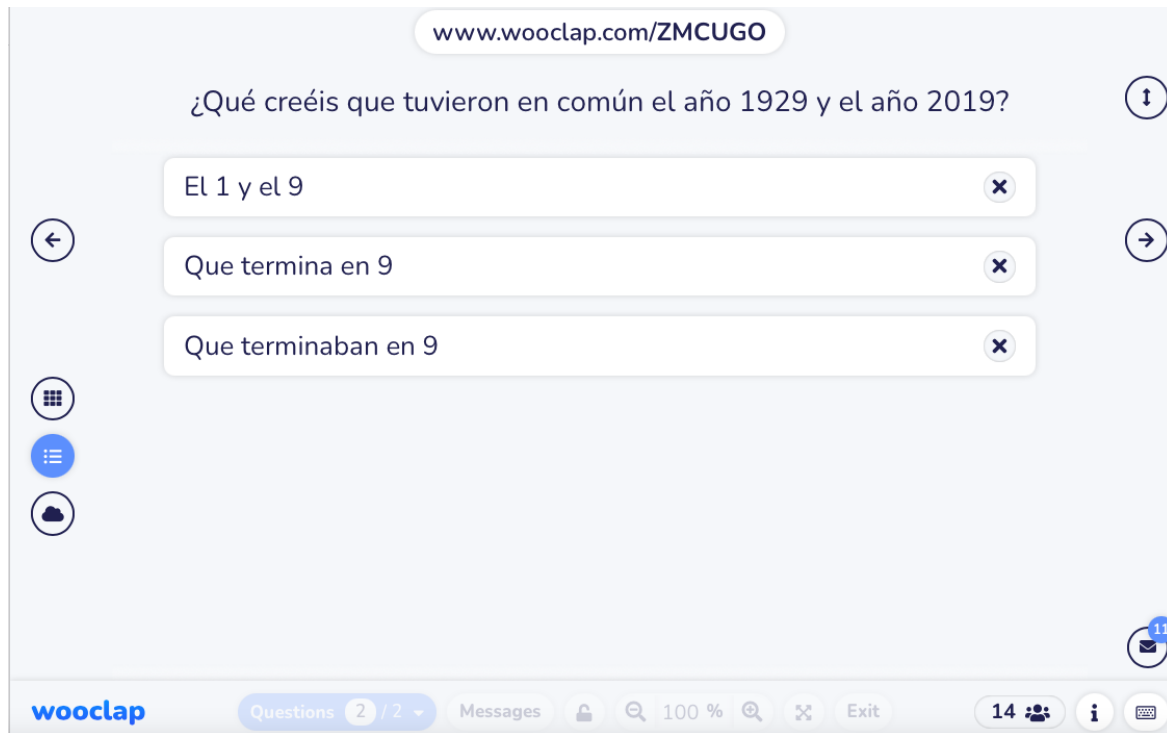 www.wooclap.com/ZMCUGO
¿Qué creéis que tuvieron en común el año 1929 y el año 2019?
El 1 y el 9
Que termina en 9
Que terminaban en 9
11
wooclap
Questions 2 / 2
Messages
100 %
Exit
14